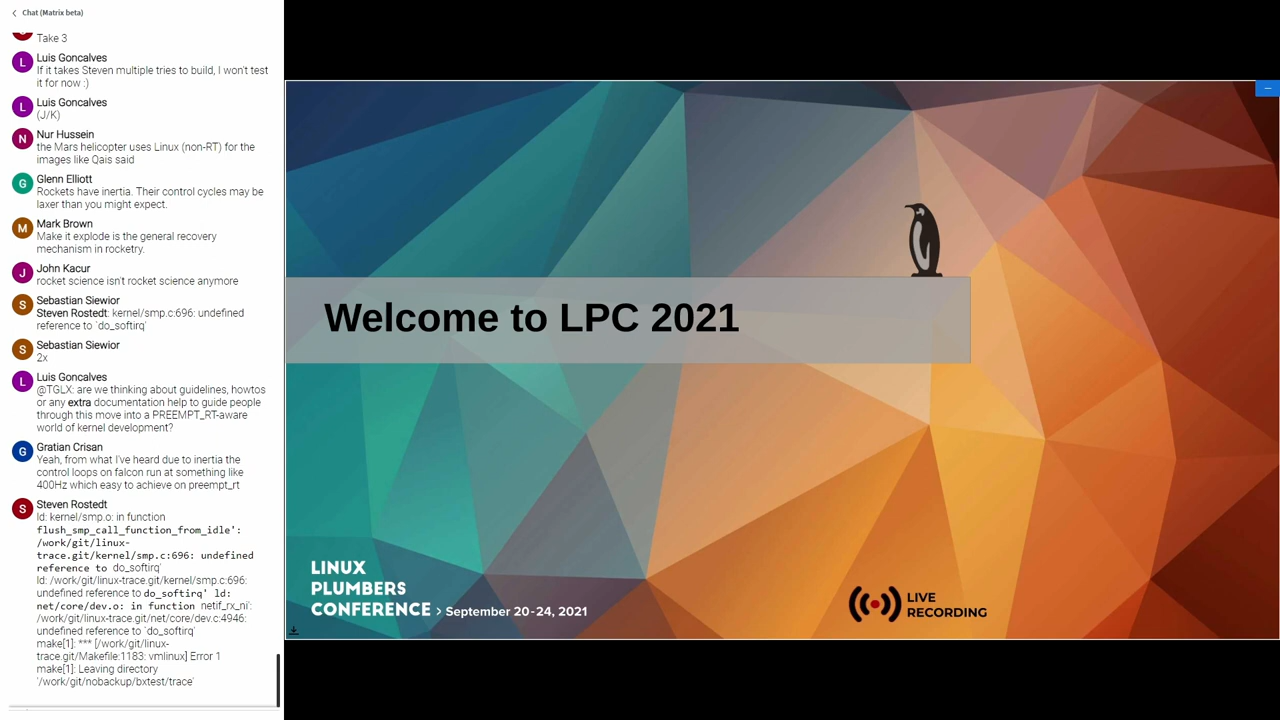 Chat (Matrix beta)
Take 3
L
Luis Goncalves
If it takes Steven multiple tries to build, I won't test
it for now :)
L
Luis Goncalves
(J/K)
N
Nur Hussein
the Mars helicopter uses Linux (non-RT) for the
images like Qais said
G
Glenn Elliott
Rockets have inertia. Their control cycles may be
laxer than you might expect.
M
Mark Brown
Make it explode is the general recovery
mechanism in rocketry.
J
John Kacur
rocket science isn't rocket science anymore
S
Sebastian Siewior
Steven Rostedt: kernel/smp.c:696: undefined
reference to `do_softirq'
S
Sebastian Siewior
2x
L
Luis Goncalves
@TGLX: are we thinking about guidelines, howtos
or any extra documentation help to guide people
through this move into a PREEMPT_RT-aware
world of kernel development?
G
Gratian Crisan
Yeah, from what I've heard due to inertia the
control loops on falcon run at something like
400Hz which easy to achieve on preempt_rt
S
Steven Rostedt
ld: kernel/smp.o: in function
flush_smp_call_function_from_idle':
/work/git/linux-
trace.git/kernel/smp.c:696: undefined
reference to do_softirq'
ld: /work/git/linux-trace.git/kernel/smp.c:696:
undefined reference to do_softirq' ld:
net/core/dev.o: in function netif_rx_ni':
/work/git/linux-trace.git/net/core/dev.c:4946:
undefined reference to `do_softirq'
make[1]: *** [/work/git/linux-
trace.git/Makefile:1183: vmlinux] Error 1
make[1]: Leaving directory
'/work/git/nobackup/bxtest/trace'
Welcome to LPC 2021
LINUX
PLUMBERS
CONFERENCE > September 20-24, 2021
LIVE
RECORDING